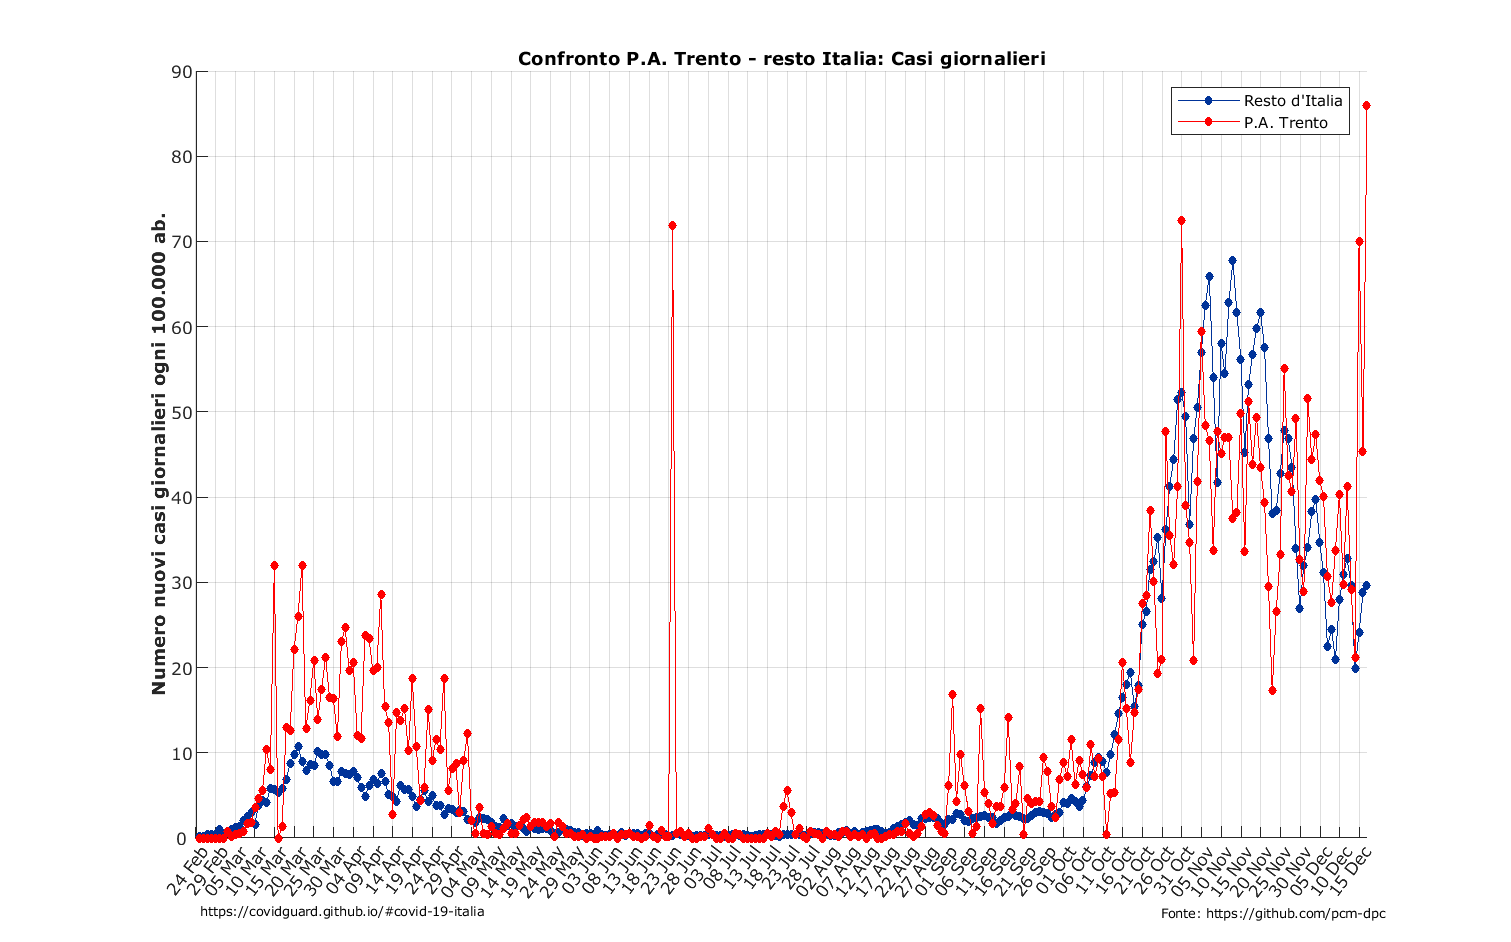 Confronto P.A. Trento - resto Italia: Casi giornalieri
Resto d'Italia
P.A. Trento
Numero nuovi casi giornalieri ogni 100.000 ab.
90
80
70
60
50
40
30
20
10
0
24 Feb
29 Feb
05 Mar
10 Mar
15 Mar
20 Mar
25 Mar
30 Mar
04 Apr
09 Apr
14 Apr
19 Apr
24 Apr
29 Apr
04 May
09 May
14 May
19 May
24 May
29 May
03 Jun
08 Jun
13 Jun
18 Jun
23 Jun
28 Jun
03 Jul
08 Jul
13 Jul
18 Jul
23 Jul
28 Jul
02 Aug
07 Aug
12 Aug
17 Aug
22 Aug
27 Aug
01 Sep
06 Sep
11 Sep
16 Sep
21 Sep
26 Sep
01 Oct
06 Oct
11 Oct
16 Oct
21 Oct
26 Oct
31 Oct
05 Nov
10 Nov
15 Nov
20 Nov
25 Nov
30 Nov
05 Dec
10 Dec
15 Dec
https://covidguard.github.io/#covid-19-italia
Fonte: https://github.com/pcm-dpc